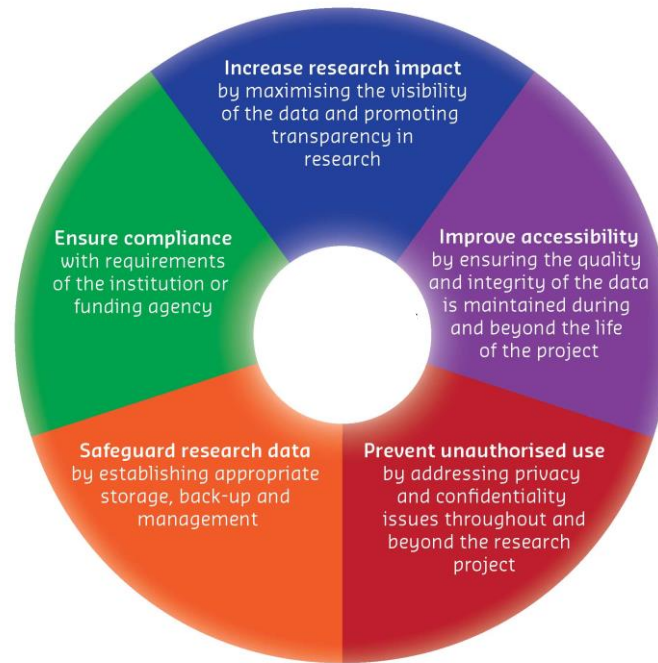 Increase research impact
by maximising the visibility
of the data and promoting
transparency in
research
Improve accessibility
by ensuring the quality
and integrity of the data
is maintained during
and beyond the life
of the project
Prevent unauthorised use
by addressing privacy
and confidentiality
issues throughout and
beyond the research
project
Safeguard research data
by establishing appropriate
storage, back-up and
management
Ensure compliance
with requirements
of the institution or
funding agency